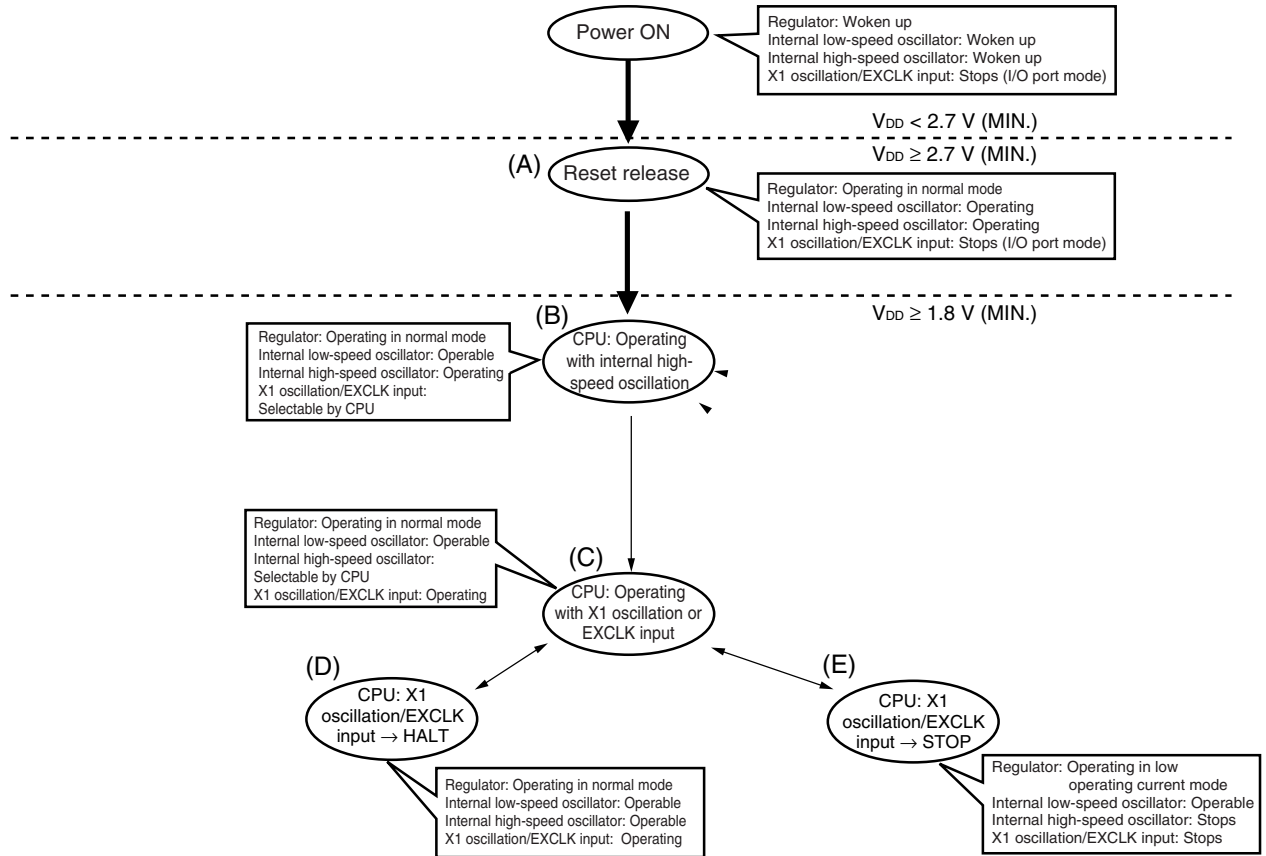 Power ON
Regulator: Woken up
Internal low-speed oscillator: Woken up
Internal high-speed oscillator: Woken up
X1 oscillation/EXCLK input: Stops (I/O port mode)
VDD < 2.7 V (MIN.)
VDD ≥ 2.7 V (MIN.)
(A)
Reset release
Regulator: Operating in normal mode
Internal low-speed oscillator: Operating
Internal high-speed oscillator: Operating
X1 oscillation/EXCLK input: Stops (I/O port mode)
VDD ≥ 1.8 V (MIN.)
(B)
CPU: Operating
with internal high-
speed oscillation
Regulator: Operating in normal mode
Internal low-speed oscillator: Operable
Internal high-speed oscillator: Operating
X1 oscillation/EXCLK input:
Selectable by CPU
Regulator: Operating in normal mode
Internal low-speed oscillator: Operable
Internal high-speed oscillator:
Selectable by CPU
X1 oscillation/EXCLK input: Operating
(C)
CPU: Operating
with X1 oscillation or
EXCLK input
(D)
CPU: X1
oscillation/EXCLK
input → HALT
(E)
CPU: X1
oscillation/EXCLK
input → STOP
Regulator: Operating in normal mode
Internal low-speed oscillator: Operable
Internal high-speed oscillator: Operable
X1 oscillation/EXCLK input: Operating
Regulator: Operating in low
operating current mode
Internal low-speed oscillator: Operable
Internal high-speed oscillator: Stops
X1 oscillation/EXCLK input: Stops